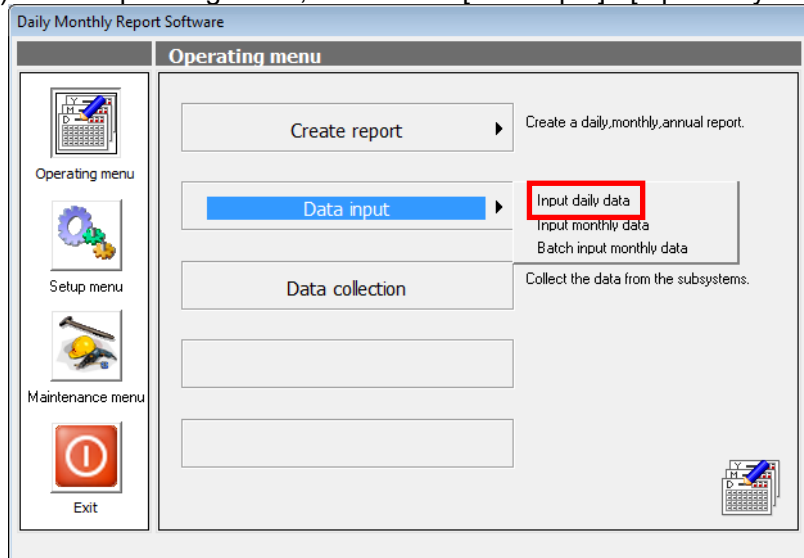 Daily Monthly Report Software
Operating menu
Operating menu
Setup menu
Maintenance menu
Exit
Create report
Create a daily,monthly,annual report.
Data input
Input daily data
Input monthly data
Batch input monthly data
Data collection
Collect the data from the subsystems.